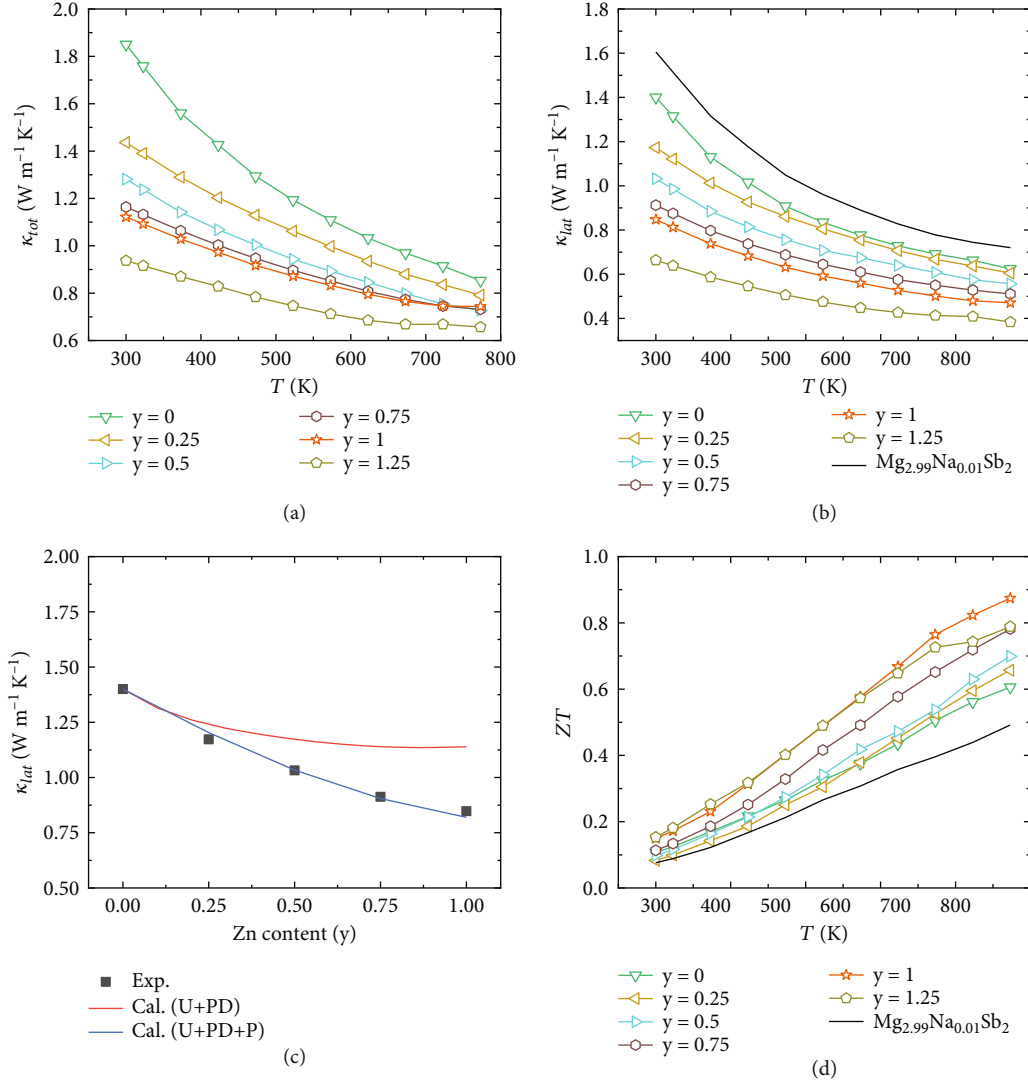 2.0
1.8
1.6
1.4
1.2
1.0
0.8
0.6
κtot (W m⁻¹ K⁻¹)
300 400 500 600 700 800
T (K)
y = 0
y = 0.25
y = 0.5
y = 0.75
y = 1
y = 1.25
(a)
1.8
1.6
1.4
1.2
1.0
0.8
0.6
0.4
κlat (W m⁻¹ K⁻¹)
300 400 500 600 700 800
T (K)
y = 0
y = 0.25
y = 0.5
y = 0.75
y = 1
y = 1.25
Mg₂.₉₉Na₀.₀₁Sb₂
(b)
2.00
1.75
1.50
1.25
1.00
0.75
0.50
κlat (W m⁻¹ K⁻¹)
0.00 0.25 0.50 0.75 1.00
Zn content (y)
Exp.
Cal. (U+PD)
Cal. (U+PD+P)
(c)
1.0
0.8
0.6
0.4
0.2
0.0
ZT
300 400 500 600 700 800
T (K)
y = 0
y = 0.25
y = 0.5
y = 0.75
y = 1
y = 1.25
Mg₂.₉₉Na₀.₀₁Sb₂
(d)